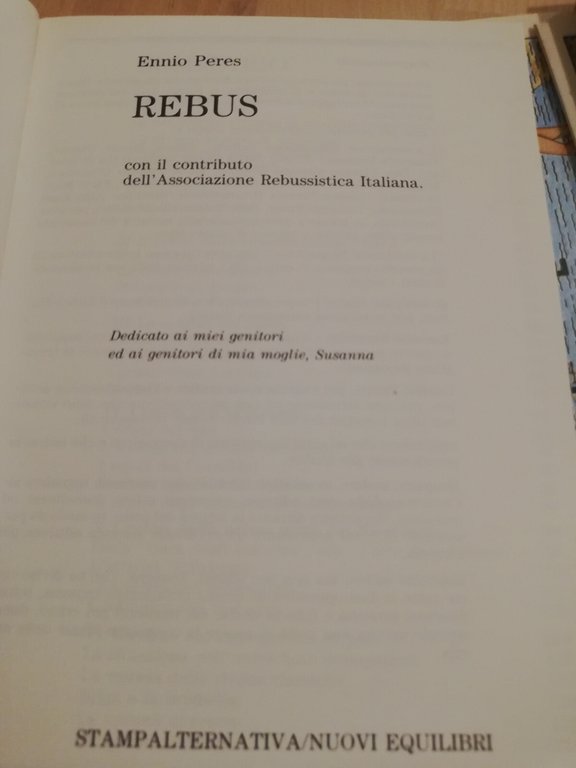 Ennio Peres
REBUS
con il contributo
dell'Associazione Rebussistica Italiana.
Dedicato ai miei genitori
ed ai genitori di mia moglie, Susanna
STAMPALTERNATIVA/NUOVI EQUILIBRI